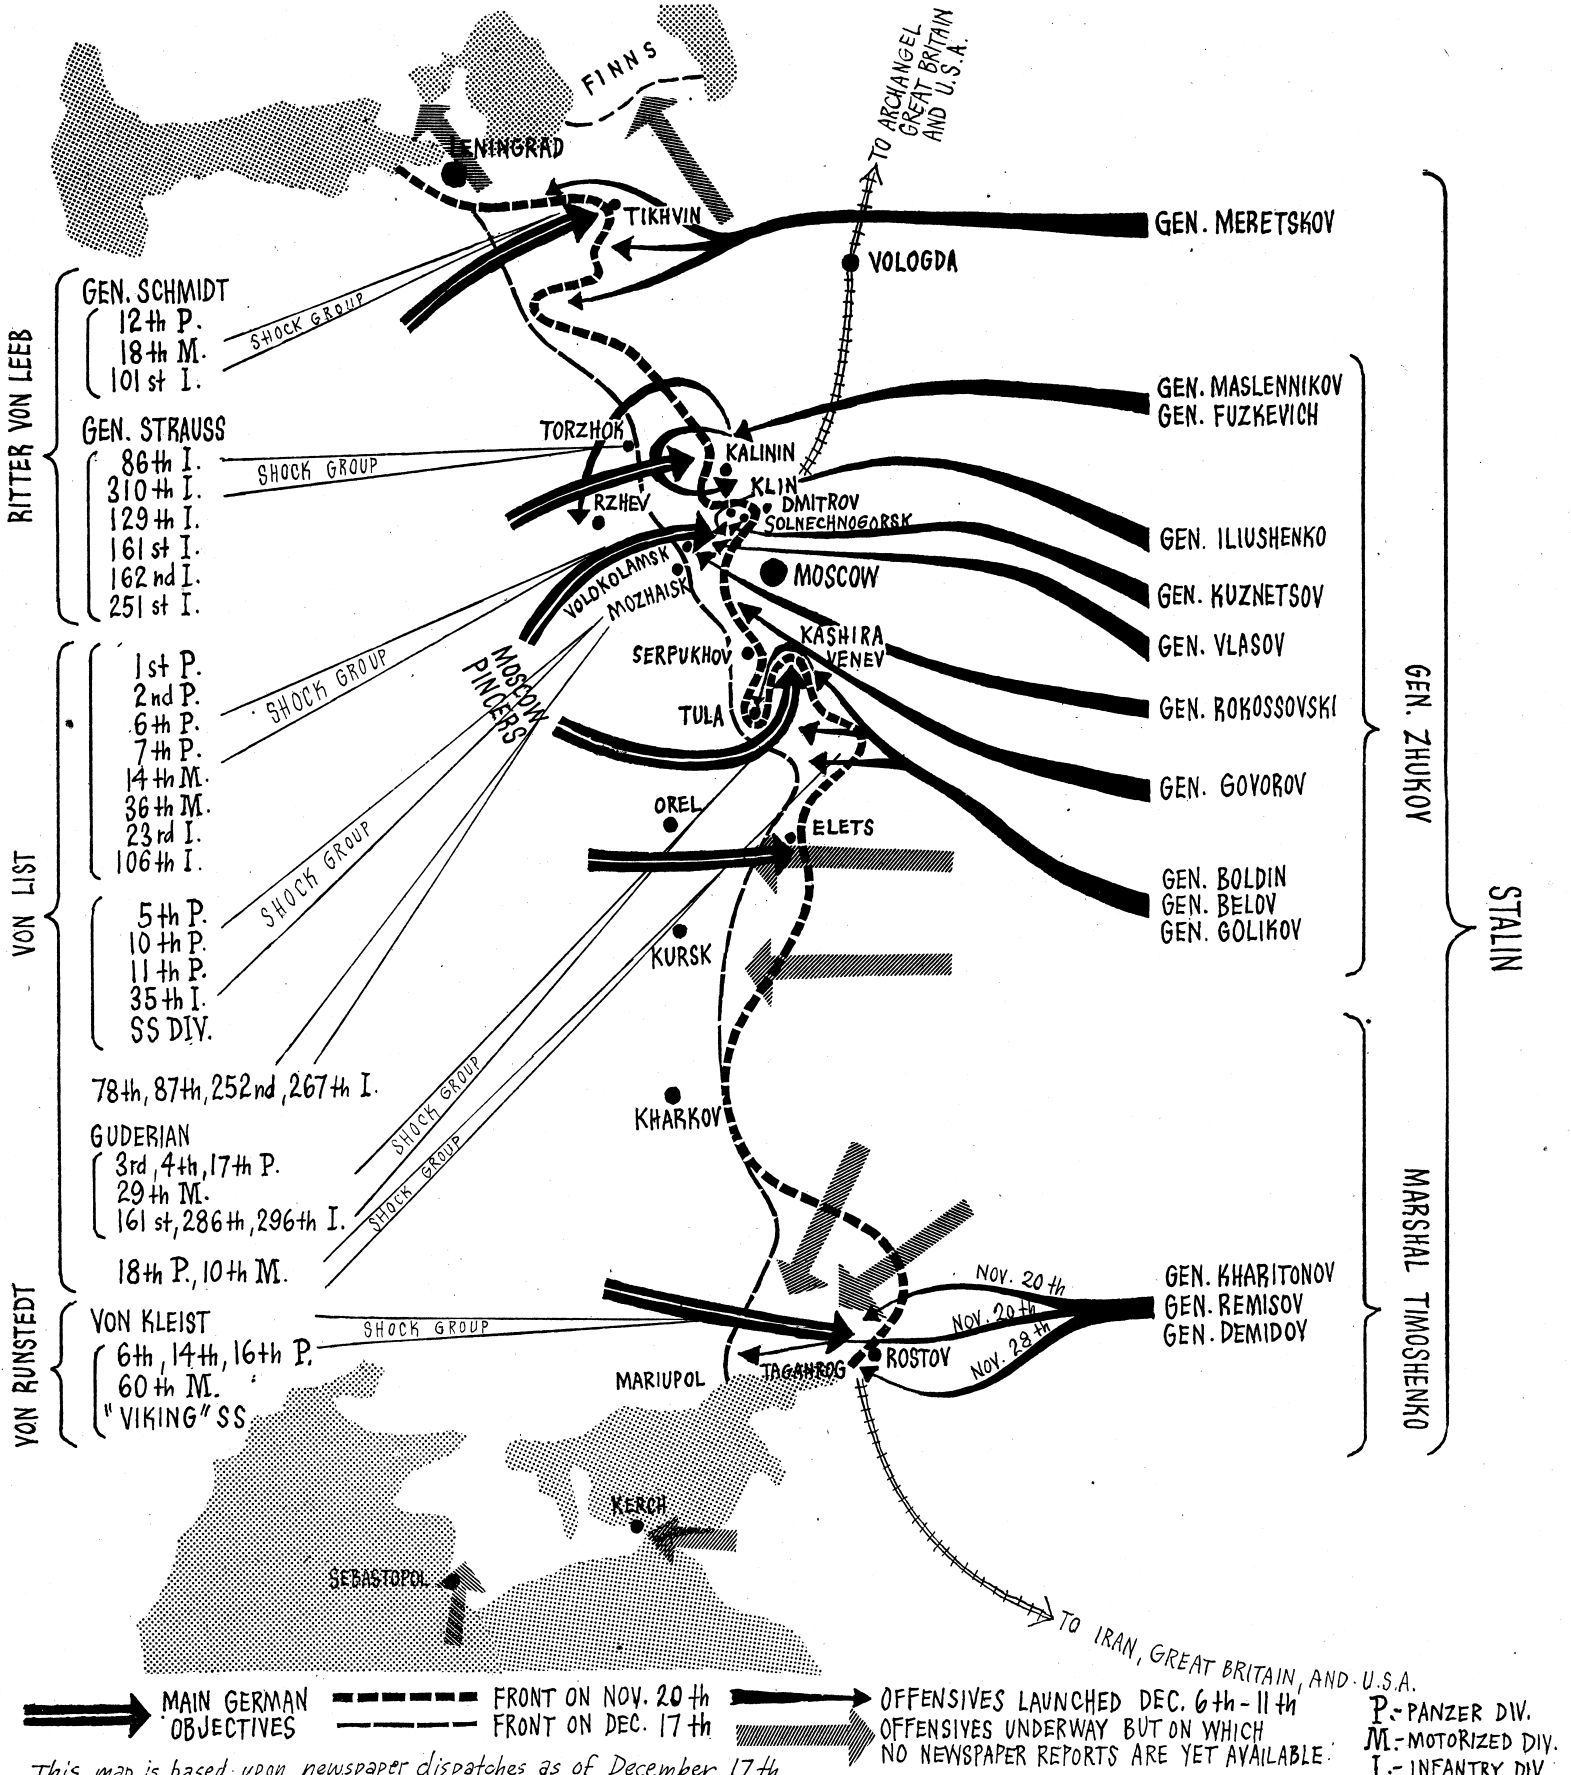 FINNS
TO ARCHANGEL
GREAT BRITAIN
AND U.S.A.
LENINGRAD
TIKHVIN
VOLOGDA
TORZHOK
KALININ
KLIN
RZHEV
DMITROV
SOLNECHNOGORSK
VOLOKOLAMSK
MOZHAISK
MOSCOW
KASHIRA
VENEV
SERPUKHOV
MOSCOW
PINCERS
TULA
OREL
ELETS
KURSK
KHARKOV
NOV. 20th
NOV. 20th
NOV. 28th
ROSTOV
TAGANROG
MARIUPOL
KERCH
SEBASTOPOL
TO IRAN, GREAT BRITAIN, AND U.S.A.
RITTER VON LEEB
GEN. SCHMIDT
12th P.
18th M.
101st I.
SHOCK GROUP
GEN. STRAUSS
86th I.
310th I.
129th I.
161st I.
162nd I.
251st I.
SHOCK GROUP
VON LIST
1st P.
2nd P.
6th P.
7th P.
14th M.
36th M.
23rd I.
106th I.
SHOCK GROUP
5th P.
10th P.
11th P.
35th I.
SS DIV.
SHOCK GROUP
78th, 87th, 252nd, 267th I.
GUDERIAN
3rd, 4th, 17th P.
29th M.
161st, 286th, 296th I.
SHOCK GROUP
18th P., 10th M.
SHOCK GROUP
VON RUNSTEDT
VON KLEIST
6th, 14th, 16th P.
60th M.
"VIKING" SS
SHOCK GROUP
GEN. MERETSKOV
GEN. MASLENNIKOV
GEN. FUZKEVICH
GEN. ILIUSHENKO
GEN. KUZNETSOV
GEN. VLASOV
GEN. ROKOSSOVSKI
GEN. GOVOROV
GEN. BOLDIN
GEN. BELOV
GEN. GOLIKOV
GEN. ZHUKOV
STALIN
GEN. KHARITONOV
GEN. REMISOV
GEN. DEMIDOV
MARSHAL TIMOSHENKO
MAIN GERMAN
OBJECTIVES
FRONT ON NOV. 20th
FRONT ON DEC. 17th
OFFENSIVES LAUNCHED DEC. 6th-11th
OFFENSIVES UNDERWAY BUT ON WHICH
NO NEWSPAPER REPORTS ARE YET AVAILABLE.
P.-PANZER DIV.
M.-MOTORIZED DIV.
I.-INFANTRY DIV.
This map is based upon newspaper dispatches as of December 17th